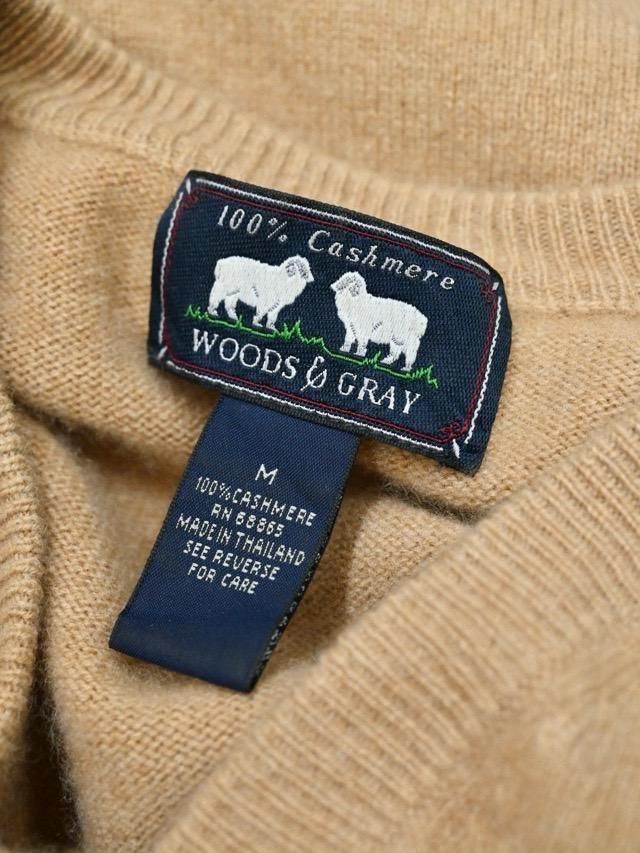 100% Cashmere
WOODS & GRAY
M
100% CASHMERE
RN 68865
MADE IN THAILAND
SEE REVERSE
FOR CARE